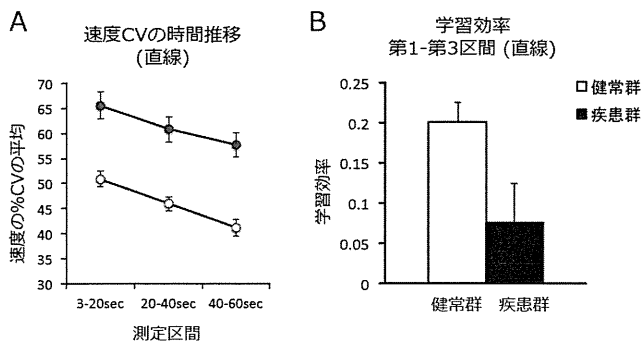 A
速度CVの時間推移
(直線)
速度の%CVの平均
70
65
60
55
50
45
40
35
30
3-20sec
20-40sec
40-60sec
測定区間
B
学習効率
第1-第3区間 (直線)
学習効率
0.25
0.2
0.15
0.1
0.05
0
健常群
疾患群
健常群
疾患群